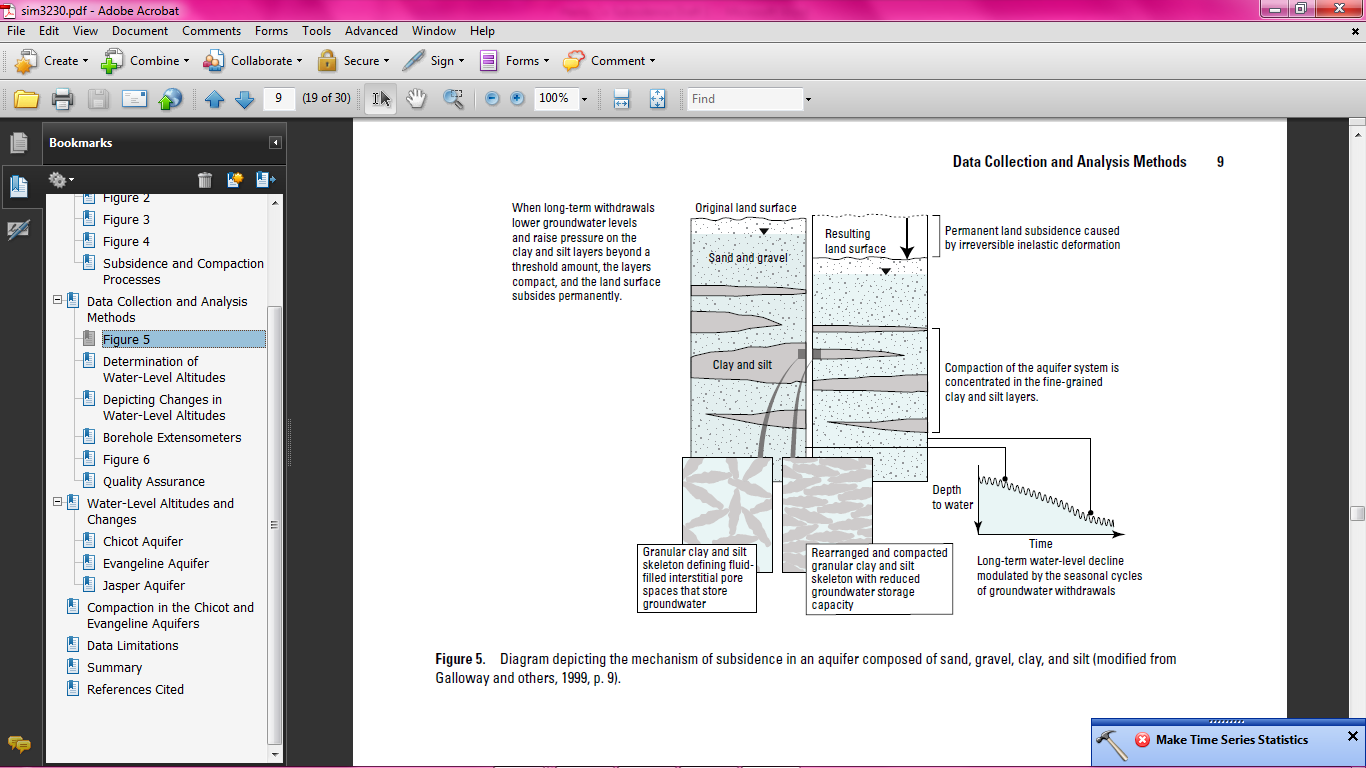 sim3230.pdf - Adobe Acrobat
File Edit View Document Comments Forms Tools Advanced Window Help
Create Combine Collaborate Secure Sign Forms Comment
9 (19 of 30) 100% Find
Bookmarks
Figure 2
Figure 3
Figure 4
Subsidence and Compaction
Processes
Data Collection and Analysis
Methods
Figure 5
Determination of
Water-Level Altitudes
Depicting Changes in
Water-Level Altitudes
Borehole Extensometers
Figure 6
Quality Assurance
Water-Level Altitudes and
Changes
Chicot Aquifer
Evangeline Aquifer
Jasper Aquifer
Compaction in the Chicot and
Evangeline Aquifers
Data Limitations
Summary
References Cited
Data Collection and Analysis Methods 9
When long-term withdrawals
lower groundwater levels
and raise pressure on the
clay and silt layers beyond a
threshold amount, the layers
compact, and the land surface
subsides permanently.
Original land surface
Sand and gravel
Clay and silt
Resulting
land surface
Permanent land subsidence caused
by irreversible inelastic deformation
Compaction of the aquifer system is
concentrated in the fine-grained
clay and silt layers.
Depth
to water
Time
Long-term water-level decline
modulated by the seasonal cycles
of groundwater withdrawals
Granular clay and silt
skeleton defining fluid-
filled interstitial pore
spaces that store
groundwater
Rearranged and compacted
granular clay and silt
skeleton with reduced
groundwater storage
capacity
Figure 5. Diagram depicting the mechanism of subsidence in an aquifer composed of sand, gravel, clay, and silt (modified from
Galloway and others, 1999, p. 9).
Make Time Series Statistics